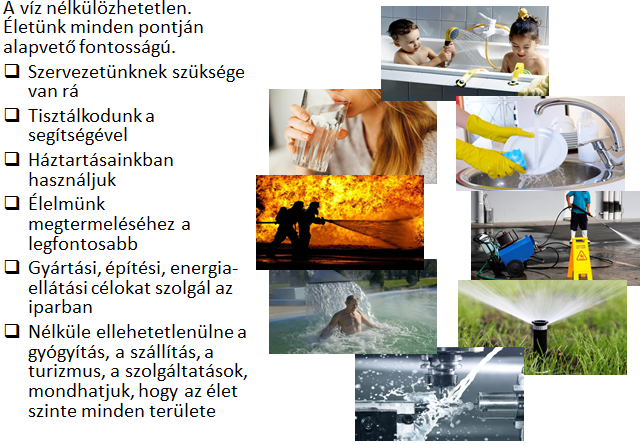 A víz nélkülözhetetlen.
Életünk minden pontján
alapvető fontosságú.
❑ Szervezetünknek szüksége
van rá
❑ Tisztálkodunk a
segítségével
❑ Háztartásainkban
használjuk
❑ Élelmünk
megtermeléséhez a
legfontosabb
❑ Gyártási, építési, energia-
ellátási célokat szolgál az
iparban
❑ Nélküle ellehetetlenülne a
gyógyítás, a szállítás, a
turizmus, a szolgáltatások,
mondhatjuk, hogy az élet
szinte minden területe